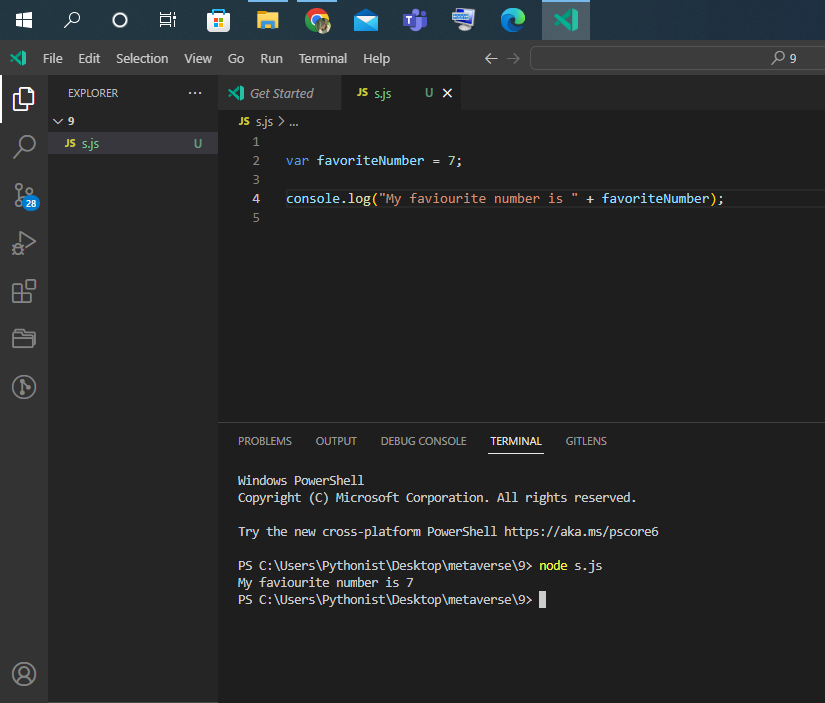 File Edit Selection View Go Run Terminal Help 9
EXPLORER ...
JS Get Started JS s.js U
9
JS s.js U
JS s.js > ...
1
2 var favoriteNumber = 7;
3
4 console.log("My faviourite number is " + favoriteNumber);
5
28
PROBLEMS OUTPUT DEBUG CONSOLE TERMINAL GITLENS
Windows PowerShell
Copyright (C) Microsoft Corporation. All rights reserved.
Try the new cross-platform PowerShell https://aka.ms/pscore6
PS C:\Users\Pythonist\Desktop\metaverse\9> node s.js
My faviourite number is 7
PS C:\Users\Pythonist\Desktop\metaverse\9>